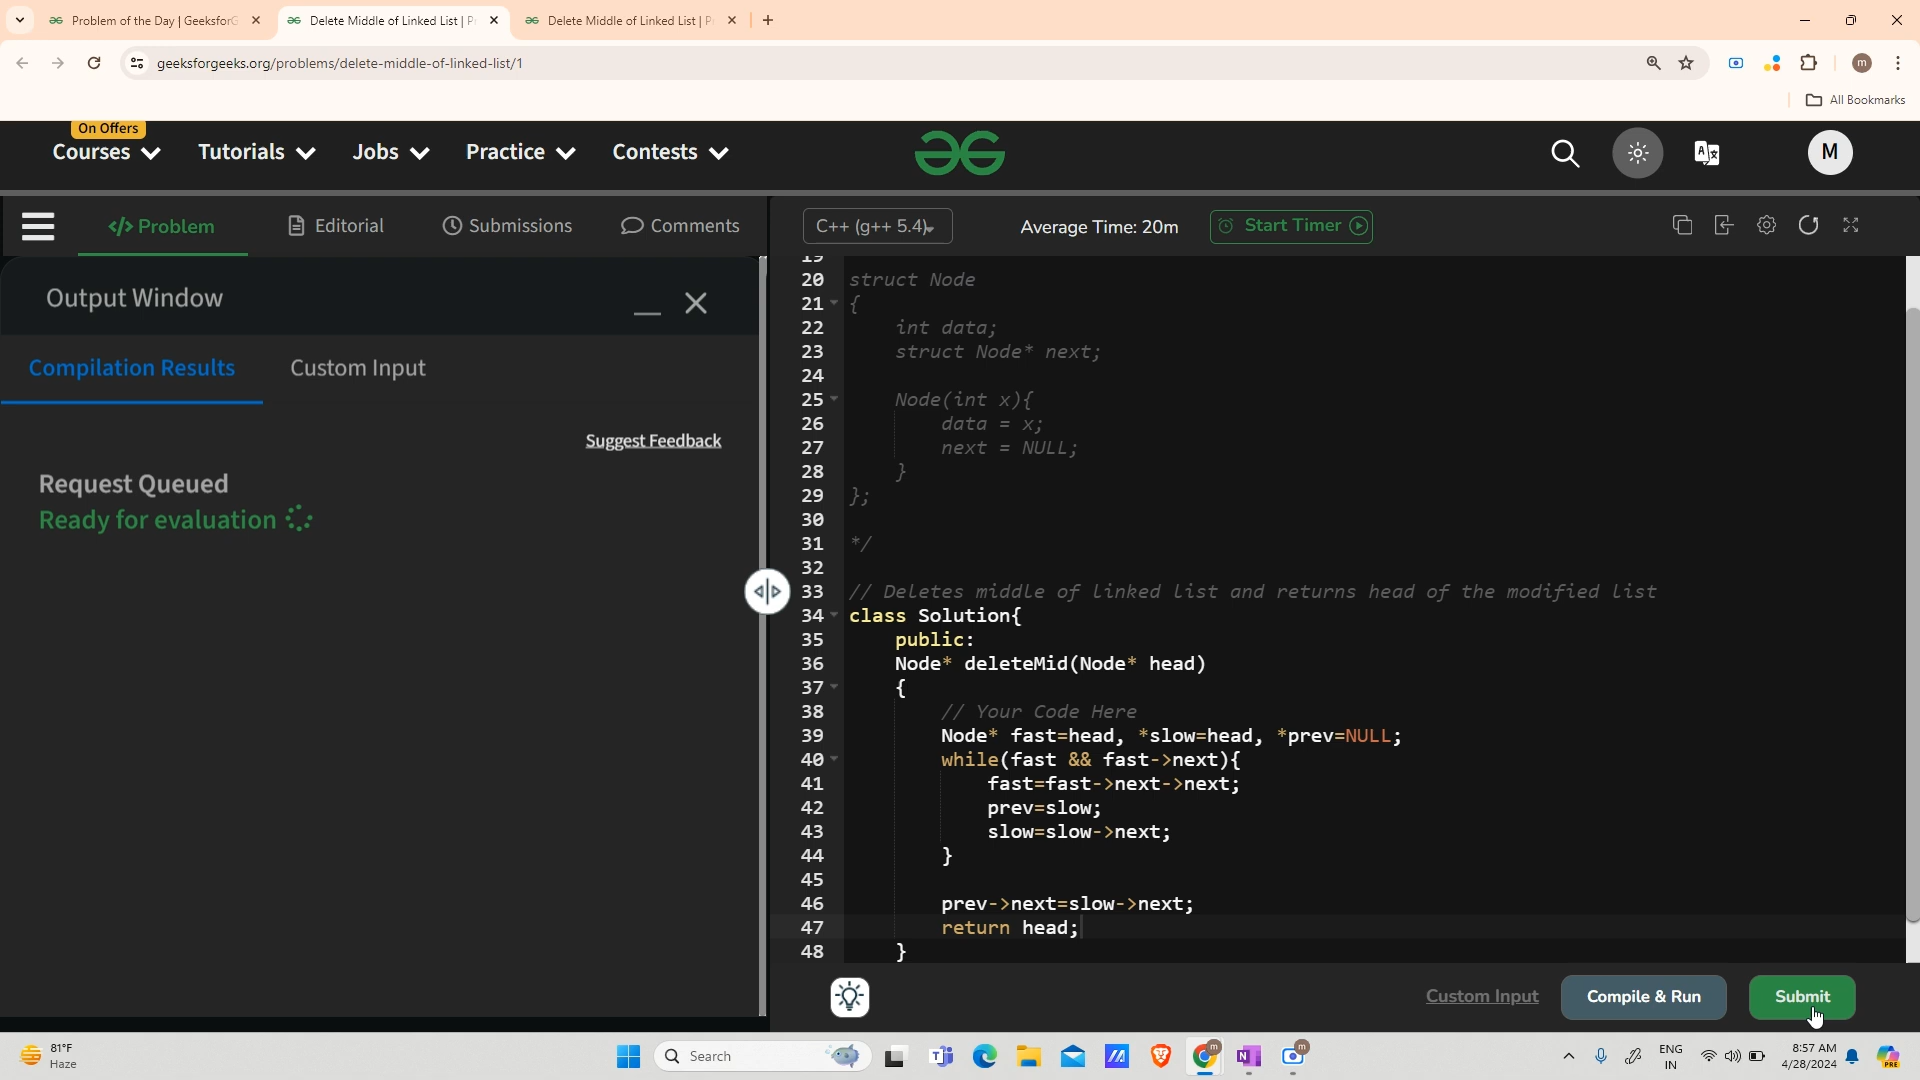 Problem of the Day | GeeksforG
Delete Middle of Linked List | P
Delete Middle of Linked List | P
geeksforgeeks.org/problems/delete-middle-of-linked-list/1
m
All Bookmarks
On Offers
Courses
Tutorials
Jobs
Practice
Contests
M
</> Problem
Editorial
Submissions
Comments
C++ (g++ 5.4)
Average Time: 20m
Start Timer
Output Window
Compilation Results
Custom Input
Suggest Feedback
Request Queued
Ready for evaluation
19
20 struct Node
21 {
22 int data;
23 struct Node* next;
24
25 Node(int x){
26 data = x;
27 next = NULL;
28 }
29 };
30
31 */
32
33 // Deletes middle of linked list and returns head of the modified list
34 class Solution{
35 public:
36 Node* deleteMid(Node* head)
37 {
38 // Your Code Here
39 Node* fast=head, *slow=head, *prev=NULL;
40 while(fast && fast->next){
41 fast=fast->next->next;
42 prev=slow;
43 slow=slow->next;
44 }
45
46 prev->next=slow->next;
47 return head;
48 }
Custom Input
Compile & Run
Submit
81°F
Haze
Search
ENG
IN
8:57 AM
4/28/2024